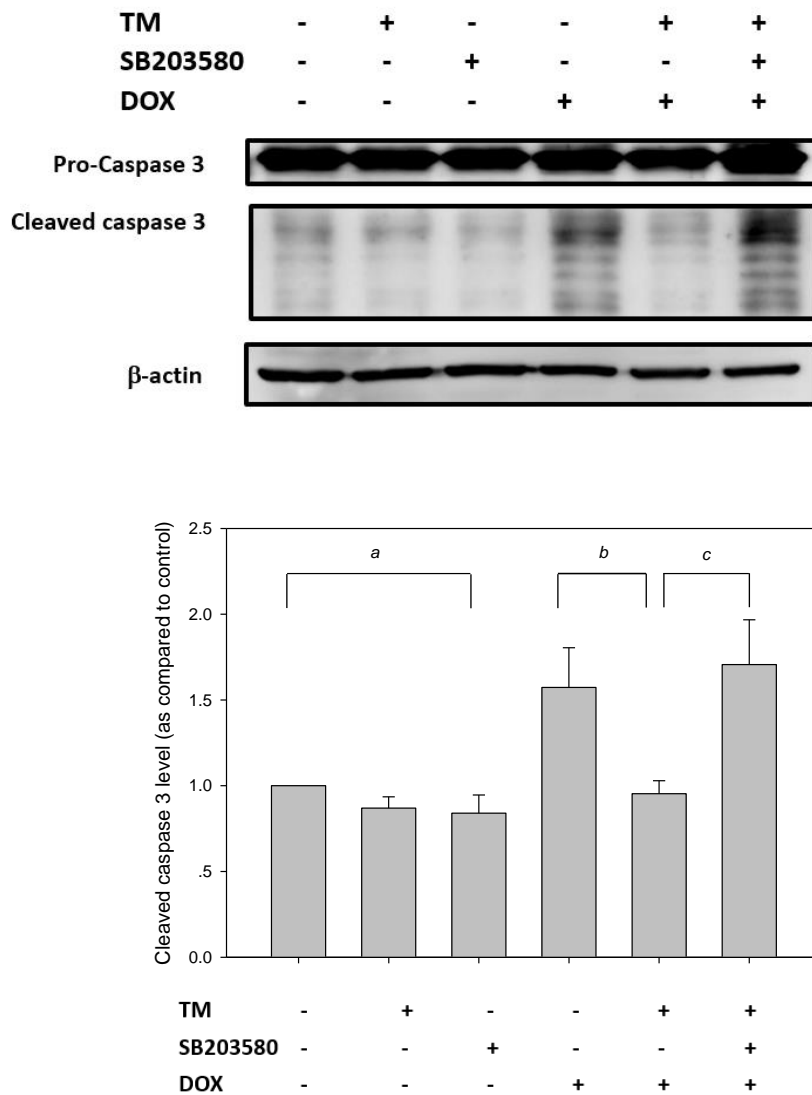 TM - + - - + +
SB203580 - - + - - +
DOX - - - + + +
Pro-Caspase 3
Cleaved caspase 3
β-actin
Cleaved caspase 3 level (as compared to control)
2.5
2.0
1.5
1.0
.5
0.0
a
b
c
TM - + - - + +
SB203580 - - + - - +
DOX - - - + + +